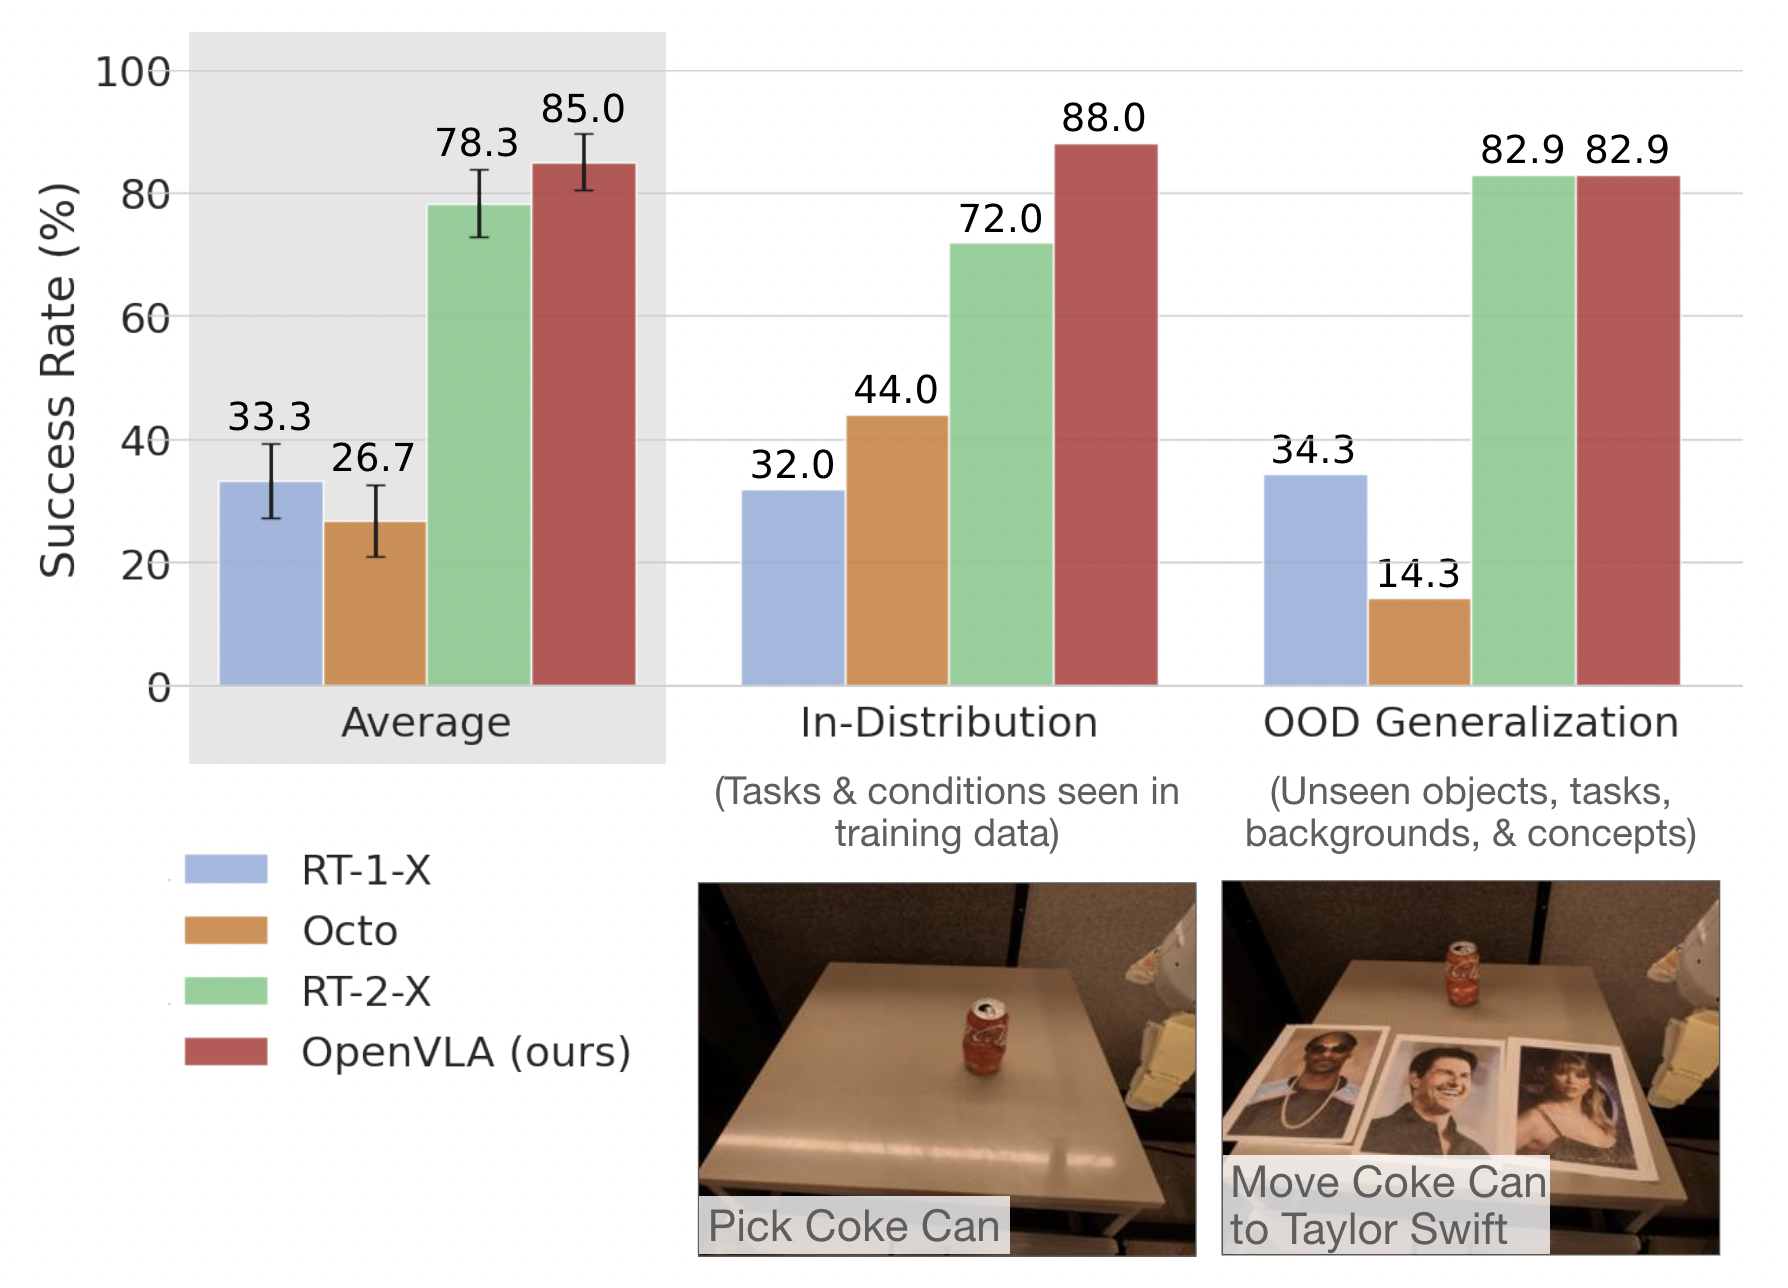 Success Rate (%)
100
80
60
40
20
0
33.3
26.7
78.3
85.0
32.0
44.0
72.0
88.0
34.3
14.3
82.9
82.9
Average
In-Distribution
OOD Generalization
(Tasks & conditions seen in
training data)
(Unseen objects, tasks,
backgrounds, & concepts)
RT-1-X
Octo
RT-2-X
OpenVLA (ours)
Pick Coke Can
Move Coke Can
to Taylor Swift